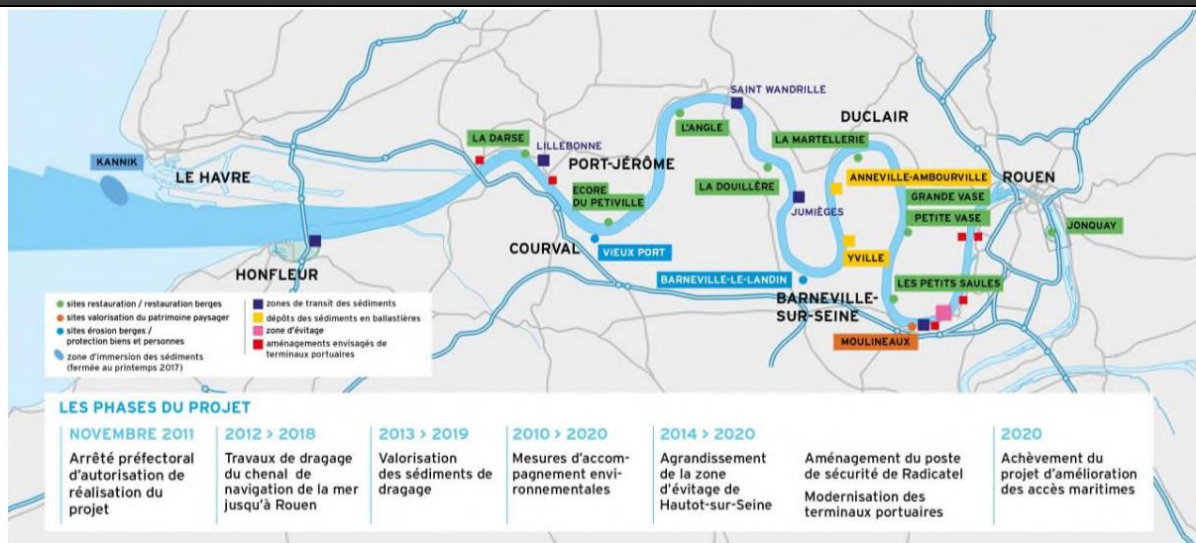 SAINT WANDRILLE
DUCLAIR
L'ANGLE
LA MARTELLERIE
LA DARSE
LILLEBONNE
KANNIK
PORT-JÉRÔME
LE HAVRE
ANNEVILLE-AMBOURVILLE
ROUEN
LA DOUILLÈRE
ECORE
DU PETIVILLE
GRANDE VASE
JUMIÈGES
PETITE VASE
JONQUAY
COURVAL
VIEUX PORT
YVILLE
HONFLEUR
BARNEVILLE-LE-LANDIN
LES PETITS SAULES
BARNEVILLE-
SUR-SEINE
MOULINEAUX
sites restauration / restauration berges
sites valorisation du patrimoine paysager
sites érosion berges /
protection biens et personnes
zone d'immersion des sédiments
(fermée au printemps 2017)
zones de transit des sédiments
dépôts des sédiments en ballastières
zone d'évitage
aménagements envisagés de
terminaux portuaires
LES PHASES DU PROJET
NOVEMBRE 2011
Arrêté préfectoral
d'autorisation de
réalisation du
projet
2012 > 2018
Travaux de dragage
du chenal de
navigation de la mer
jusqu'à Rouen
2013 > 2019
Valorisation
des sédiments de
dragage
2010 > 2020
Mesures d'accom-
pagnement envi-
ronnementales
2014 > 2020
Agrandissement
de la zone
d'évitage de
Hautot-sur-Seine
Aménagement du poste
de sécurité de Radicatel
Modernisation des
terminaux portuaires
2020
Achèvement du
projet d'amélioration
des accès maritimes